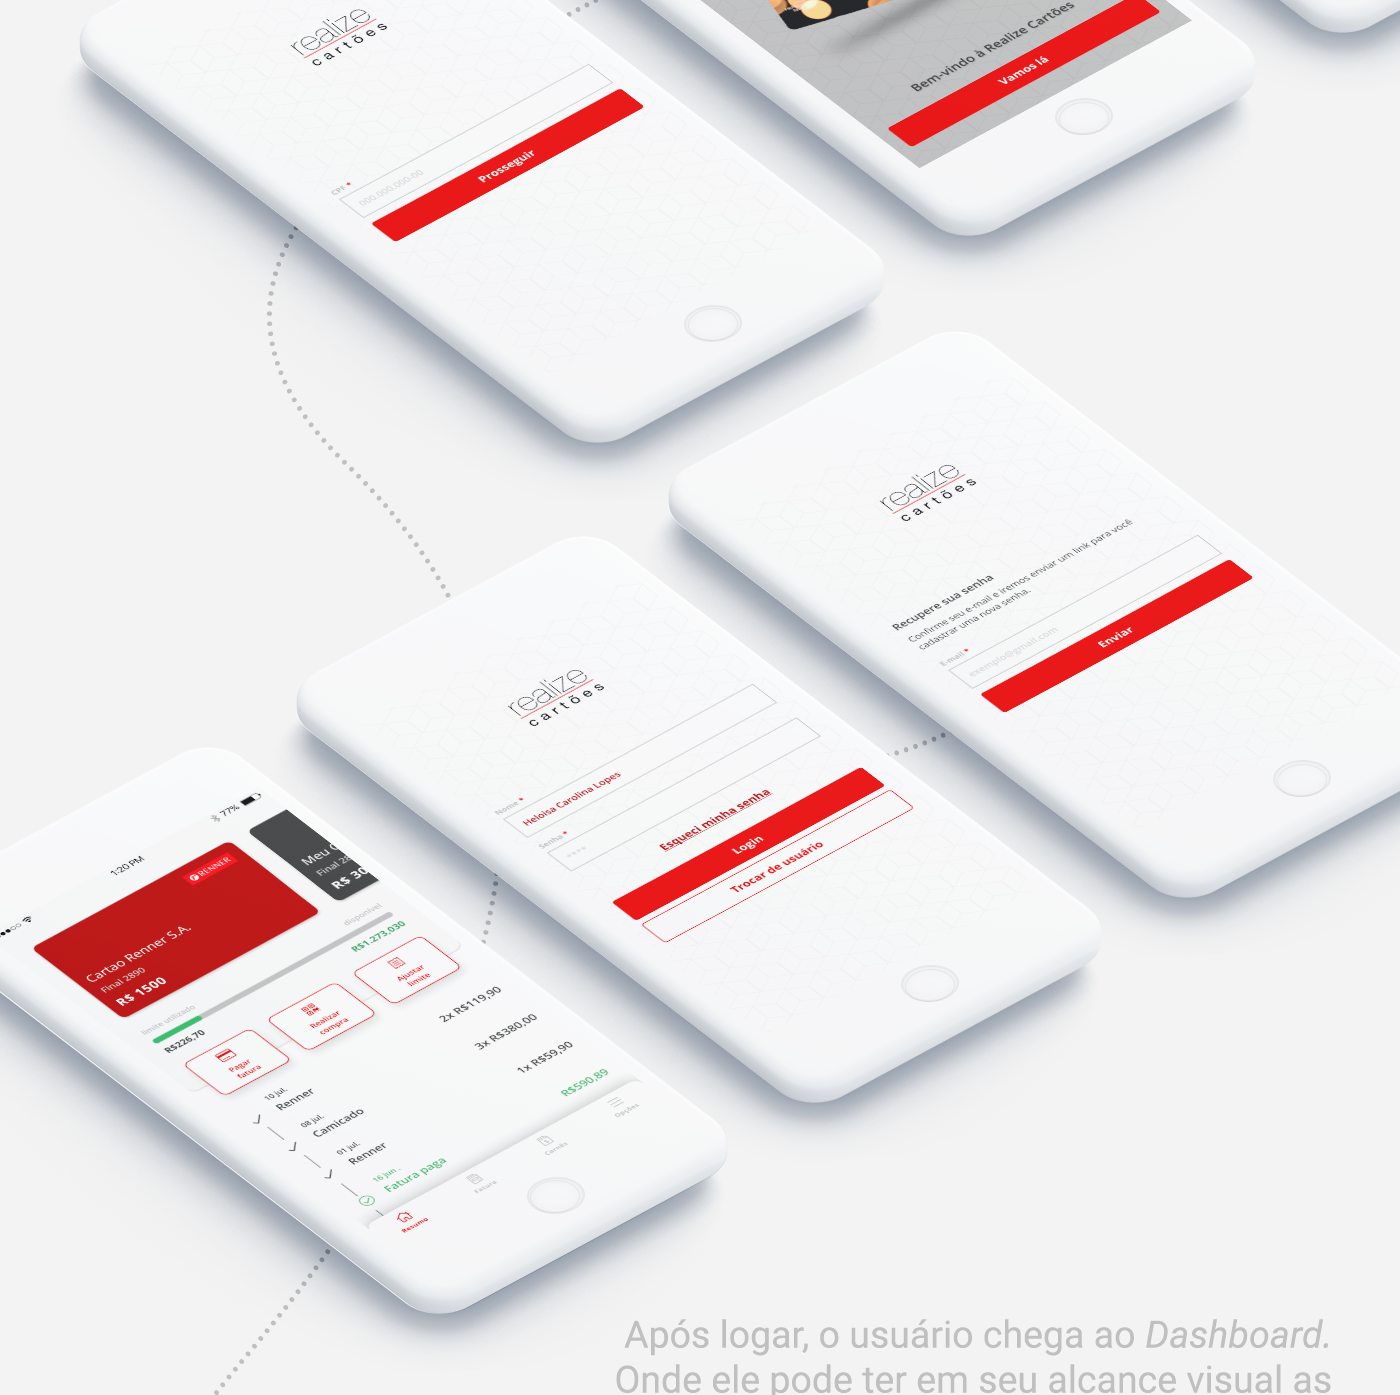 realize
cartões
CPF *
000.000.000-00
Prosseguir
Bem-vindo à Realize Cartões
Vamos lá
realize
cartões
Recupere sua senha
Confirme seu e-mail e iremos enviar um link para você
cadastrar uma nova senha.
E-mail *
exemplo@gmail.com
Enviar
realize
cartões
Nome *
Heloisa Carolina Lopes
Senha *
****
Esqueci minha senha
Login
Trocar de usuário
1:20 PM
77%
RENNER
Cartao Renner S.A.
Final 2890
R$ 1500
Meu C
Final 28
R$ 30
limite utilizado
disponível
R$226,70
R$1.273,030
Pagar
fatura
Realizar
compra
Ajustar
limite
10 jul.
Renner
2x R$119,90
08 jul.
Camicado
3x R$380,00
01 jul.
Renner
1x R$59,90
16 jun.
Fatura paga
R$590,89
Resumo
Fatura
Carnês
Opções
Após logar, o usuário chega ao Dashboard.
Onde ele pode ter em seu alcance visual as